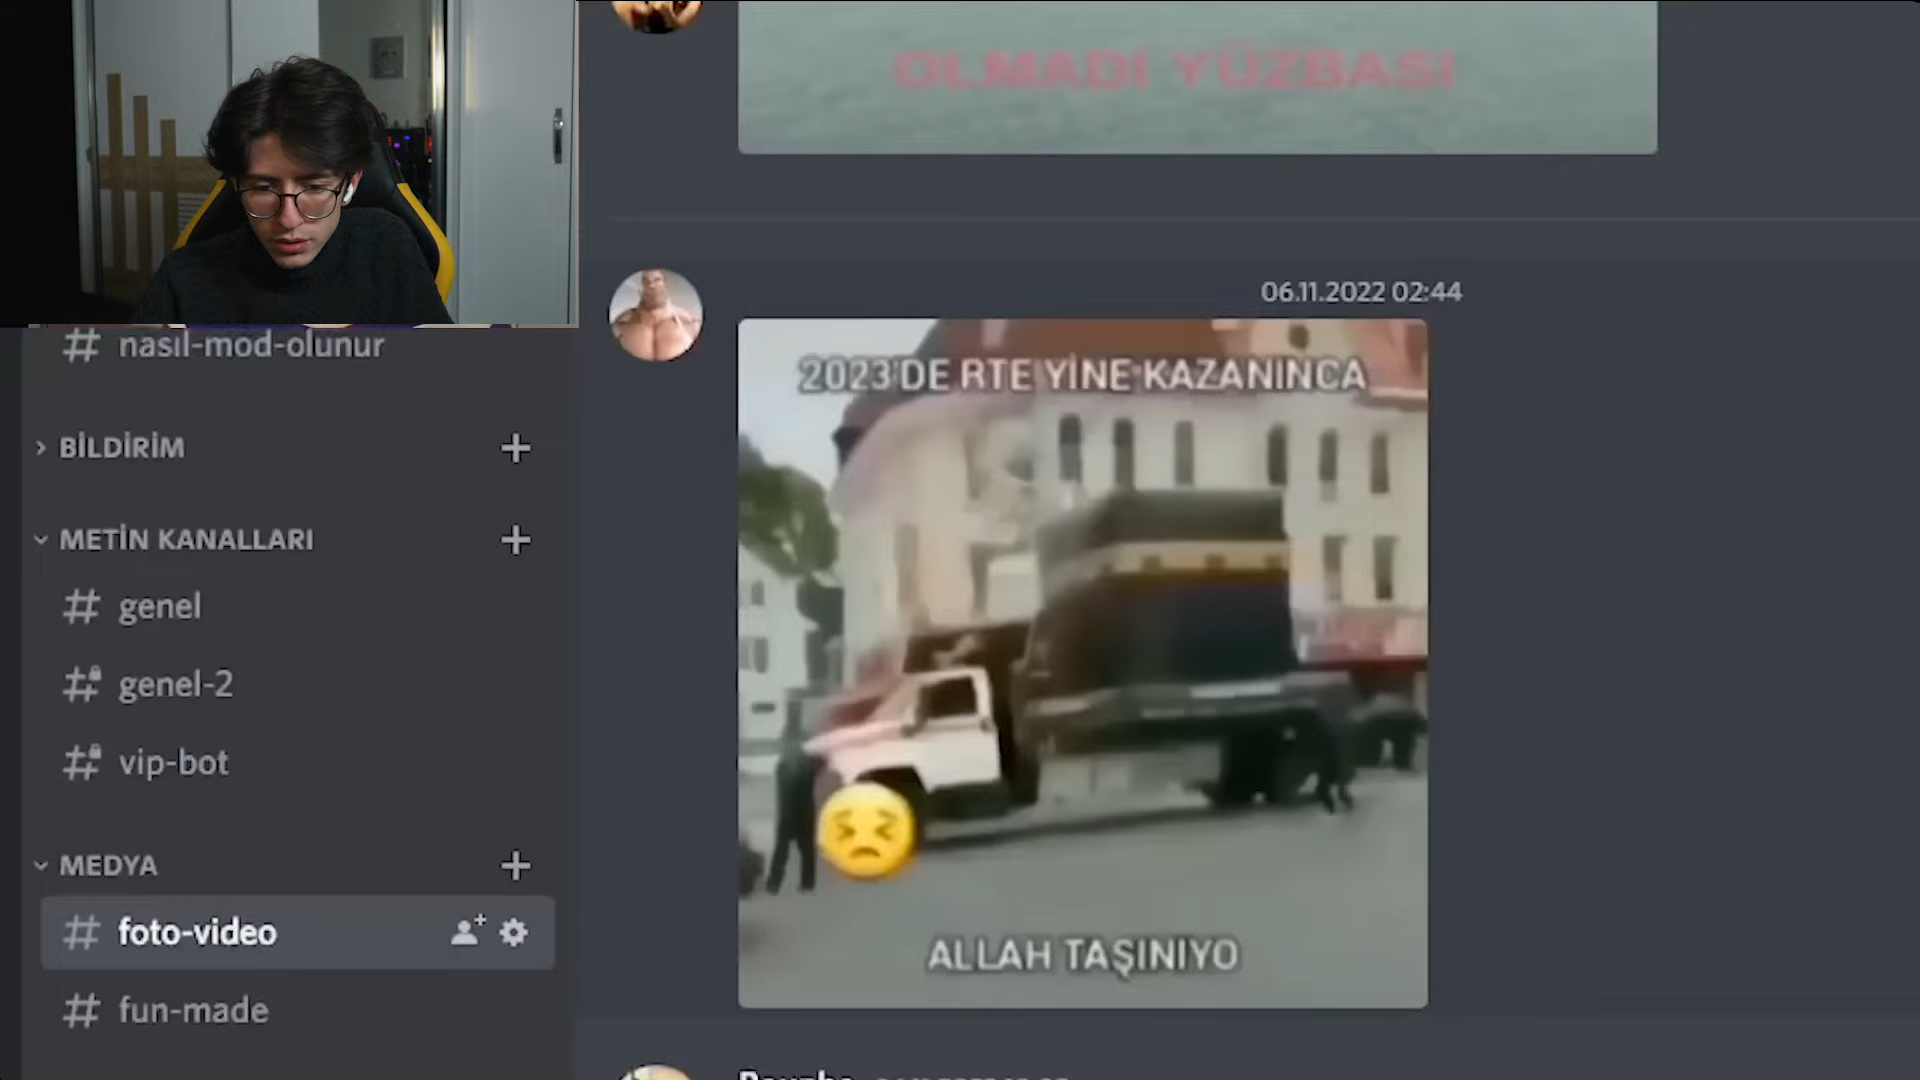 OLMADI YÜZBASI
06.11.2022 02:44
2023'DE RTE YİNE KAZANINCA
ALLAH TAŞINIYO
# nasıl-mod-olunur
BİLDİRİM
METİN KANALLARI
# genel
# genel-2
# vip-bot
MEDYA
# foto-video
# fun-made